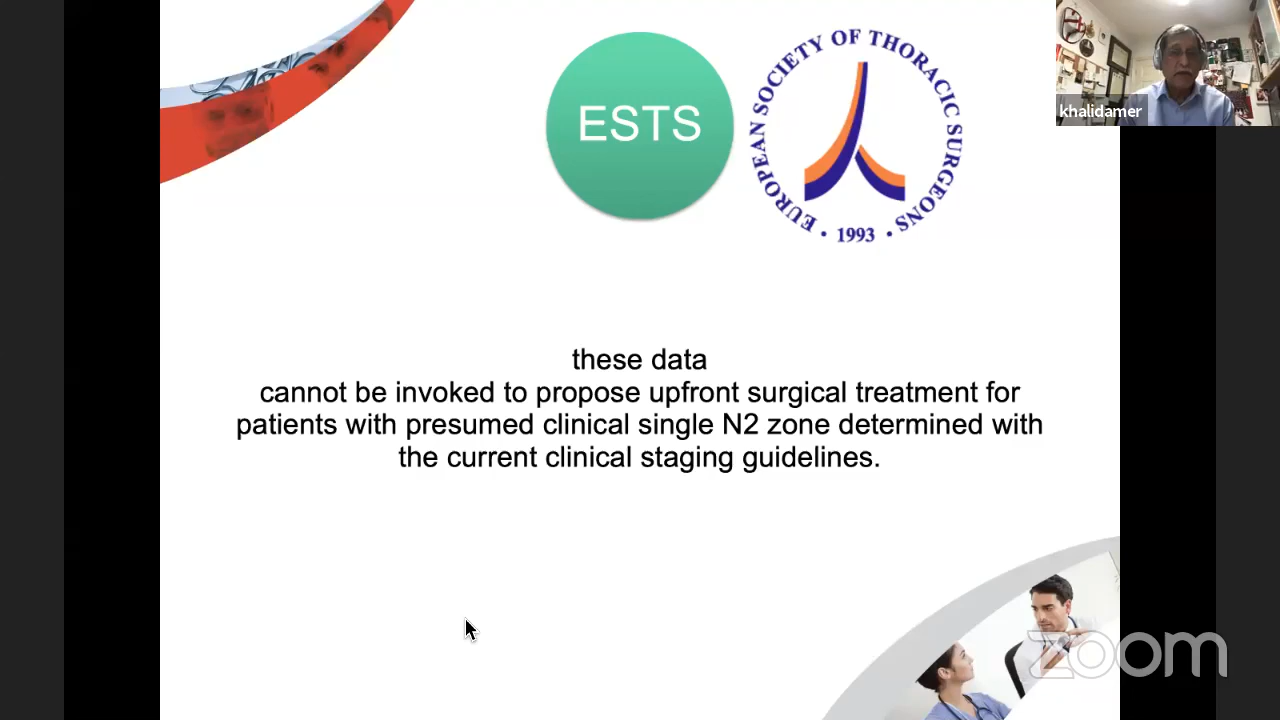 ESTS
EUROPEAN SOCIETY OF THORACIC SURGEONS
• 1993 •
khalidamer
these data
cannot be invoked to propose upfront surgical treatment for
patients with presumed clinical single N2 zone determined with
the current clinical staging guidelines.
zoom